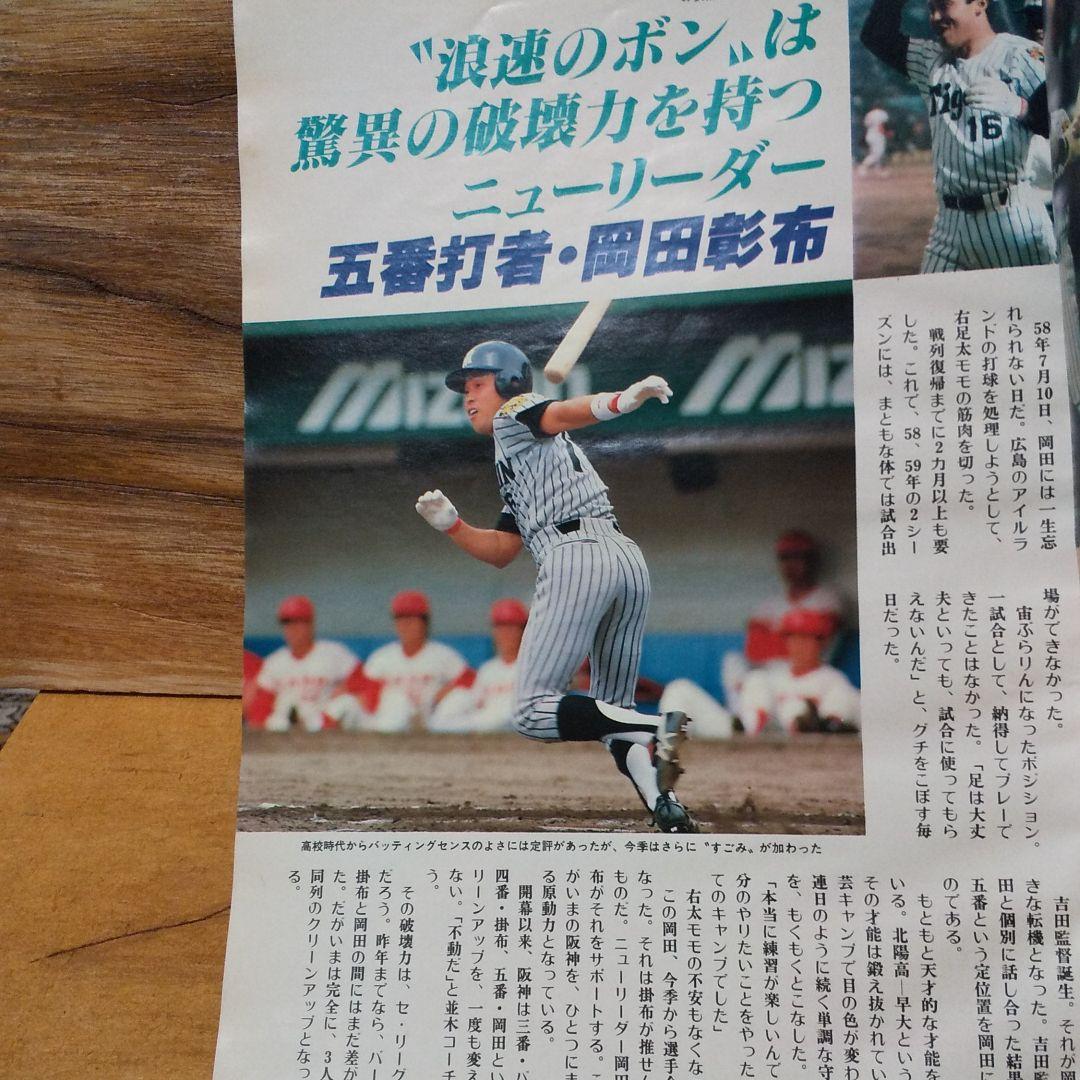 〝浪速のボン〟は
驚異の破壊力を持つ
ニューリーダー
五番打者・岡田彰布
Tig
16
MIZUNO
58年7月10日、岡田には一生忘
れられない日だ。広島のアイルラ
ンドの打球を処理しようとして、
右足太モモの筋肉を切った。
戦列復帰までに2カ月以上も要
した。これで、58、59年の2シー
ズンには、まともな体では試合出
場ができなかった。
宙ぶらりんになったポジション。
一試合として、納得してプレーで
きたことはなかった。「足は大丈
夫といっても、試合に使ってもら
えないんだ」と、グチをこぼす毎
日だった。
高校時代からバッティングセンスのよさには定評があったが、今季はさらに〝すごみ〟が加わった
吉田監督誕生。それが岡
きな転機となった。吉田監
田と個別に話し合った結果
五番という定位置を岡田に
のである。
もともと天才的な才能を
いる。北陽高―早大という
その才能は鍛え抜かれてい
芸キャンプで目の色が変わ
連日のように続く単調な守
を、もくもくとこなした。
「本当に練習が楽しいんで
分のやりたいことをやった
てのキャンプでした」
右太モモの不安もなくな
この岡田、今季から選手会
なった。それは掛布が推せん
ものだ。ニューリーダー岡田
布がそれをサポートする。こ
がいまの阪神を、ひとつにま
る原動力となっている。
開幕以来、阪神は三番・バ
四番・掛布、五番・岡田とい
リーンアップを、一度も変え
ない。「不動だ」と並木コーチ
う。
その破壊力は、セ・リーグ
だろう。昨年までなら、バー
掛布と岡田の間にはまだ差が
た。だがいまは完全に、3人
同列のクリーンアップとなっ
る。